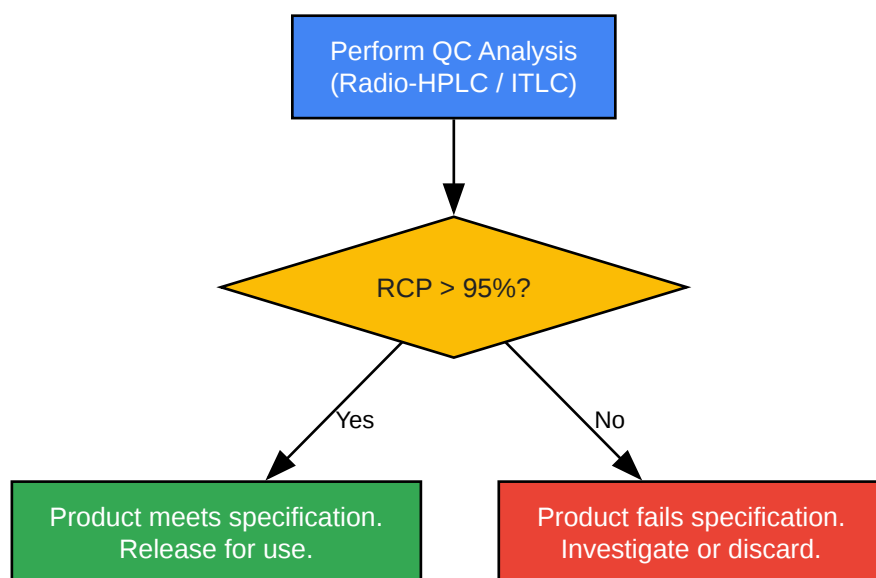 Perform QC Analysis
(Radio-HPLC / ITLC)
RCP > 95%?
Yes
No
Product meets specification.
Release for use.
Product fails specification.
Investigate or discard.